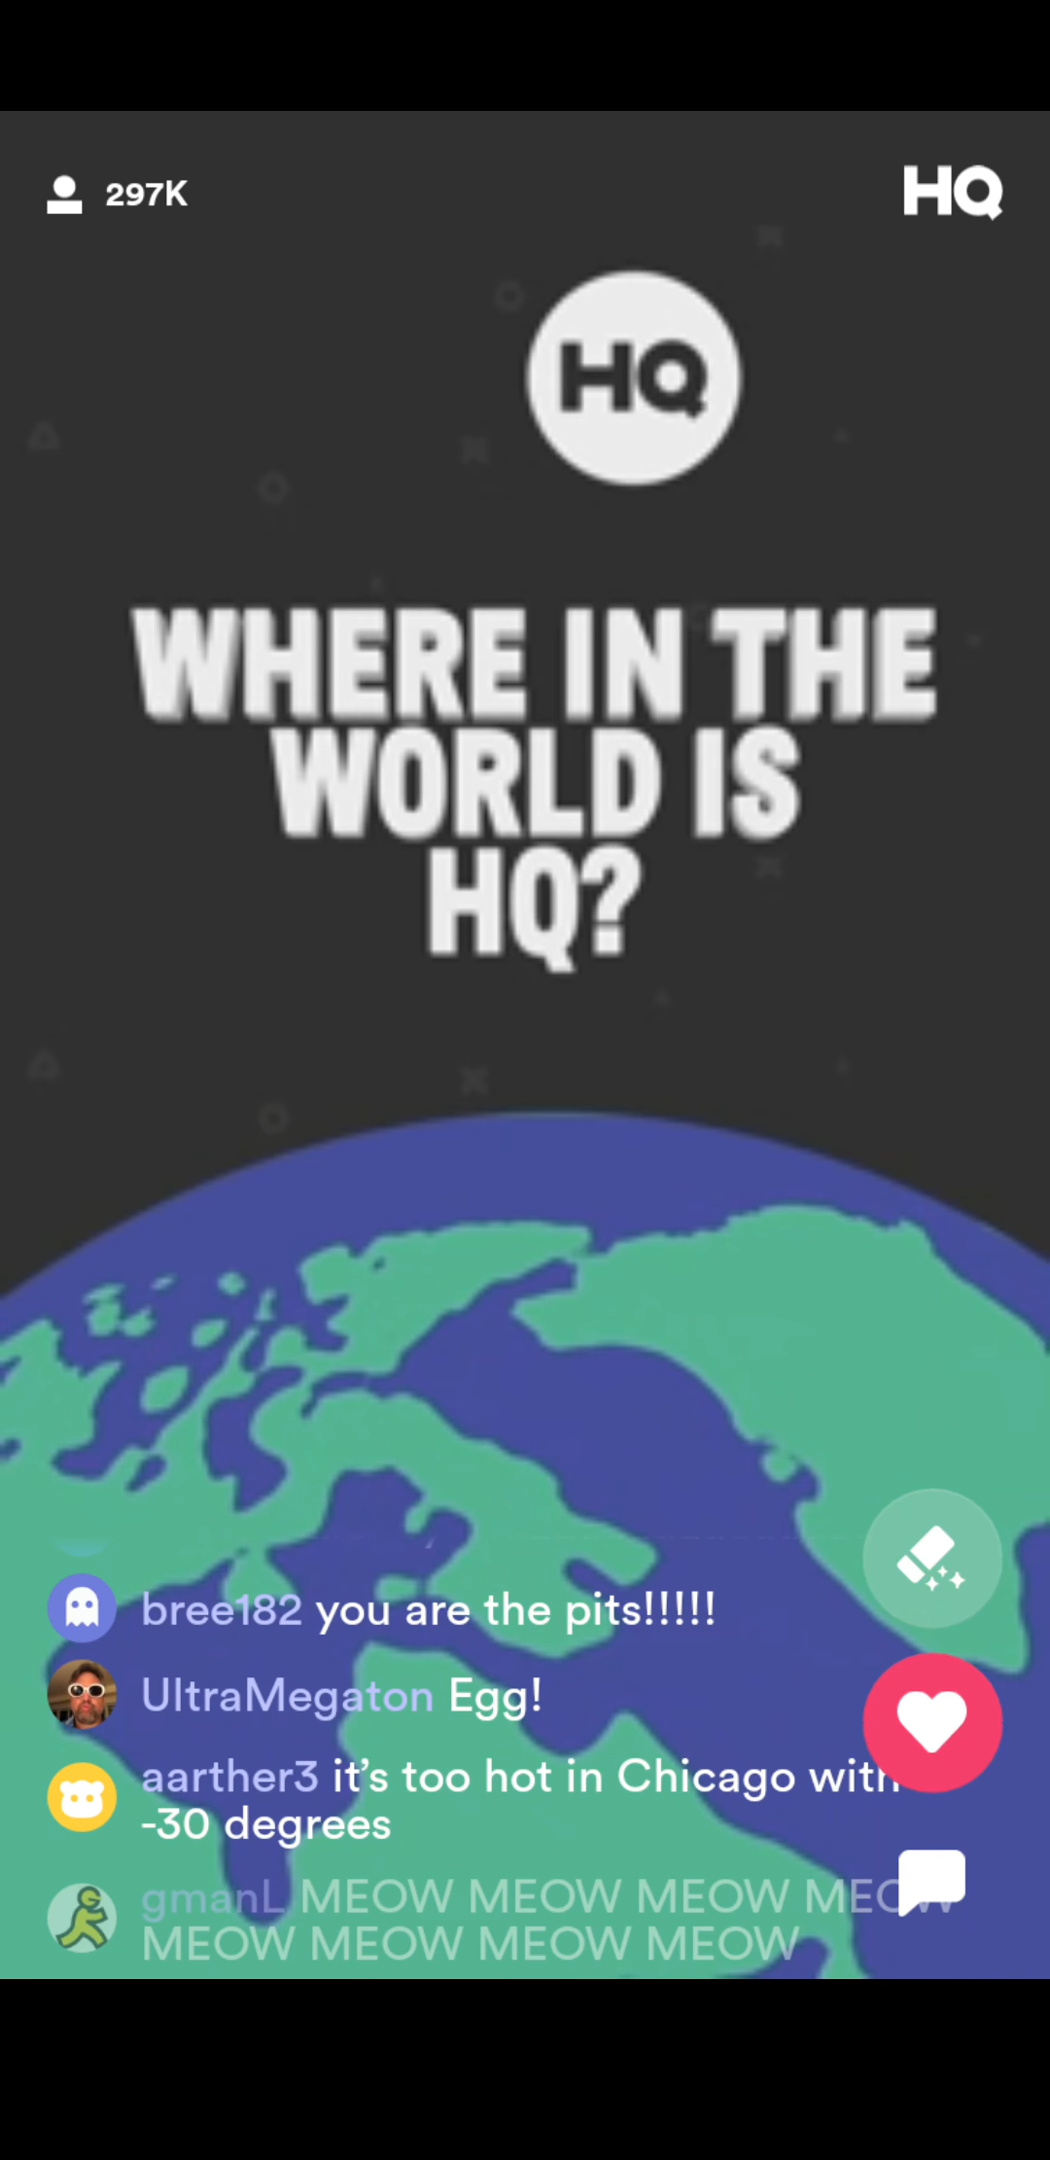 297K
HQ
HQ
WHERE IN THE
WORLD IS
HQ?
bree182 you are the pits!!!!!
UltraMegaton Egg!
aarther3 it’s too hot in Chicago with
-30 degrees
gmanL MEOW MEOW MEOW MEOW
MEOW MEOW MEOW MEOW